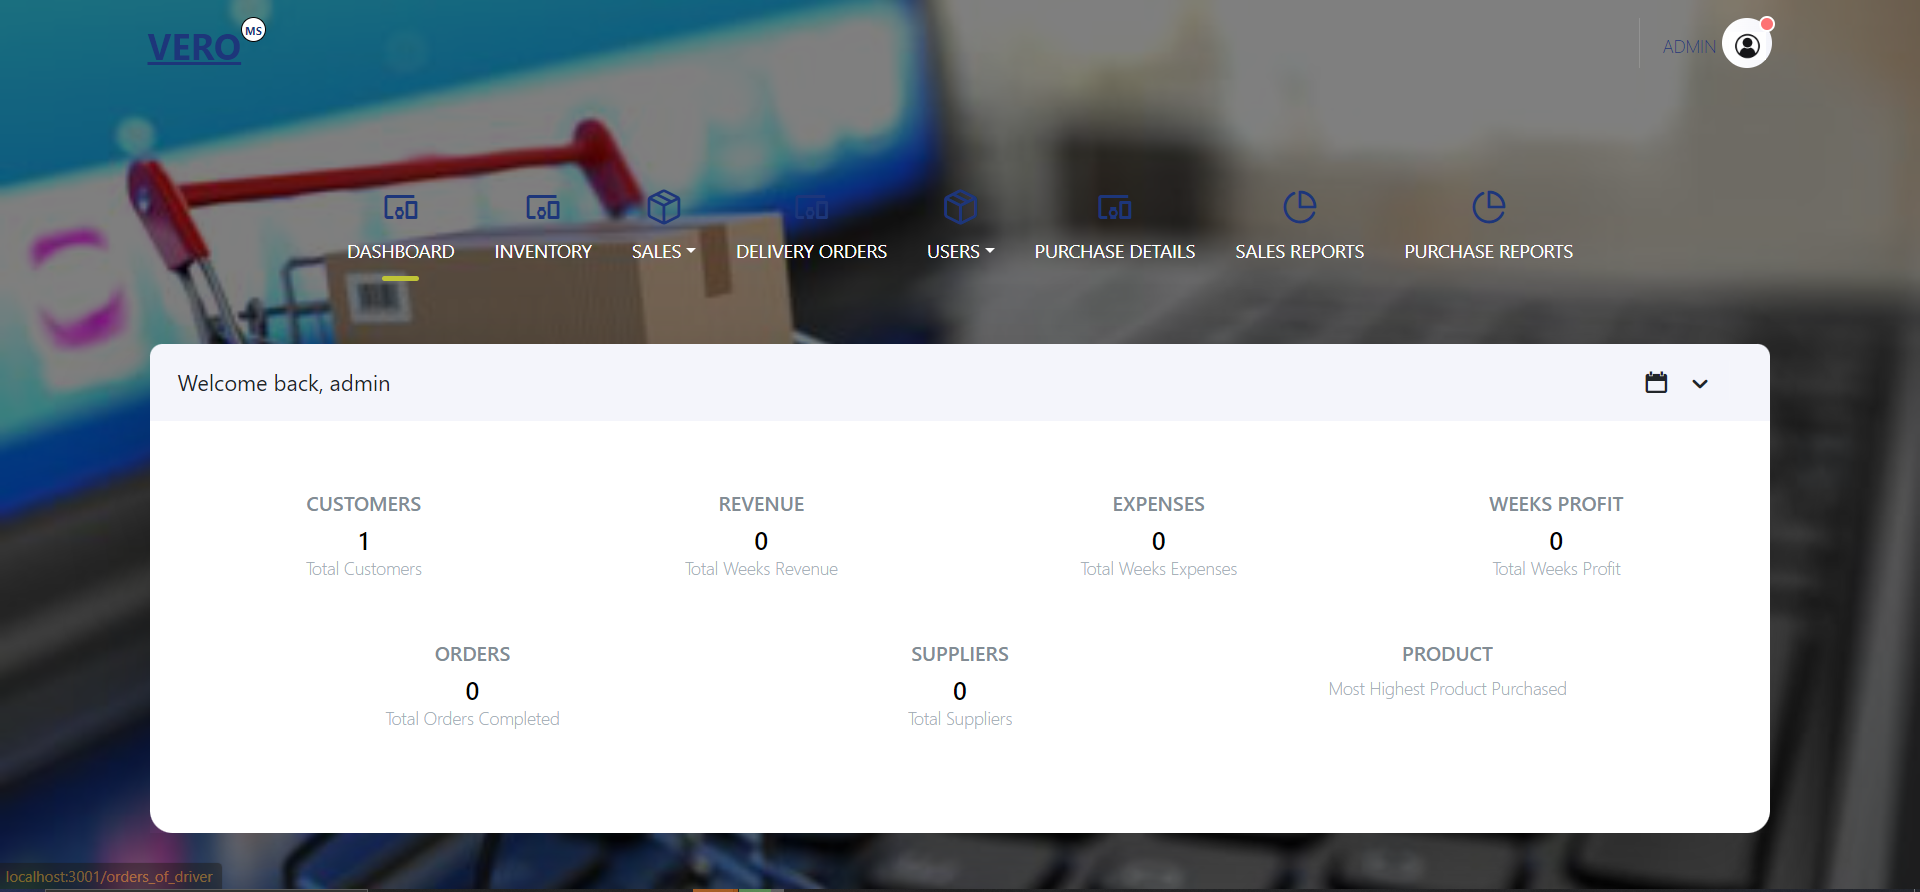 VERO MS
ADMIN
DASHBOARD INVENTORY SALES DELIVERY ORDERS USERS PURCHASE DETAILS SALES REPORTS PURCHASE REPORTS
Welcome back, admin
CUSTOMERS REVENUE EXPENSES WEEKS PROFIT
1 0 0 0
Total Customers Total Weeks Revenue Total Weeks Expenses Total Weeks Profit
ORDERS SUPPLIERS PRODUCT
0 0 Most Highest Product Purchased
Total Orders Completed Total Suppliers
localhost:3001/orders_of_driver